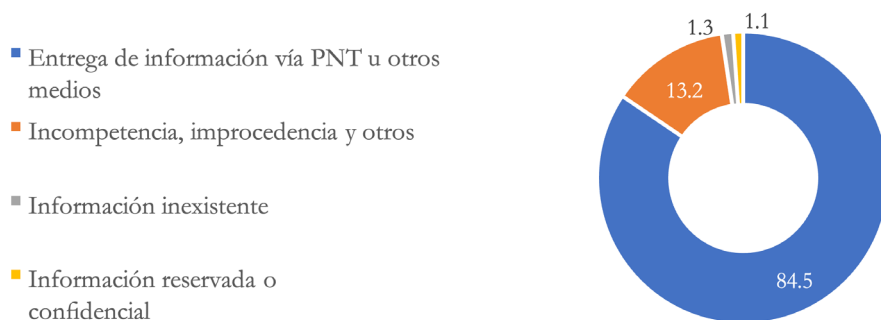 Entrega de información vía PNT u otros
medios
Incompetencia, improcedencia y otros
Información inexistente
Información reservada o
confidencial
1.3
1.1
13.2
84.5